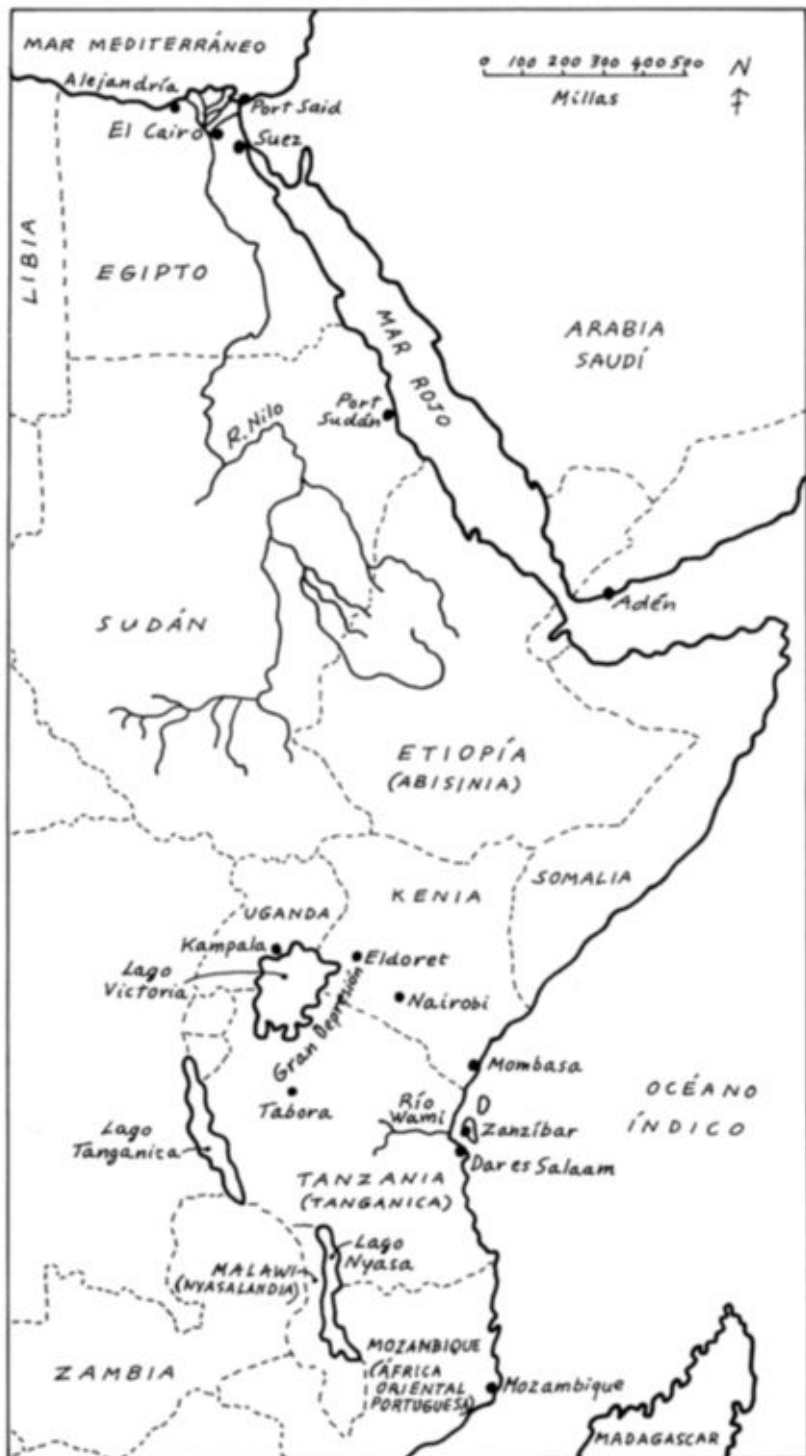 MAR MEDITERRÁNEO
0 100 200 300 400 500
Millas
N
Alejandría
Port Said
El Cairo
Suez
LIBIA
EGIPTO
MAR ROJO
ARABIA
SAUDÍ
Port
Sudán
R. Nilo
Adén
SUDÁN
ETIOPÍA
(ABISINIA)
SOMALIA
KENIA
UGANDA
Kampala
Eldoret
Lago
Victoria
Nairobi
Gran Depresión
Mombasa
Tabora
OCÉANO
ÍNDICO
Río
Wami
Zanzíbar
Lago
Tanganica
Dar es Salaam
TANZANIA
(TANGANICA)
Lago
Nyasa
MALAWI
(NYASALANDIA)
ZAMBIA
MOZAMBIQUE
(ÁFRICA
ORIENTAL
PORTUGUESA)
Mozambique
MADAGASCAR